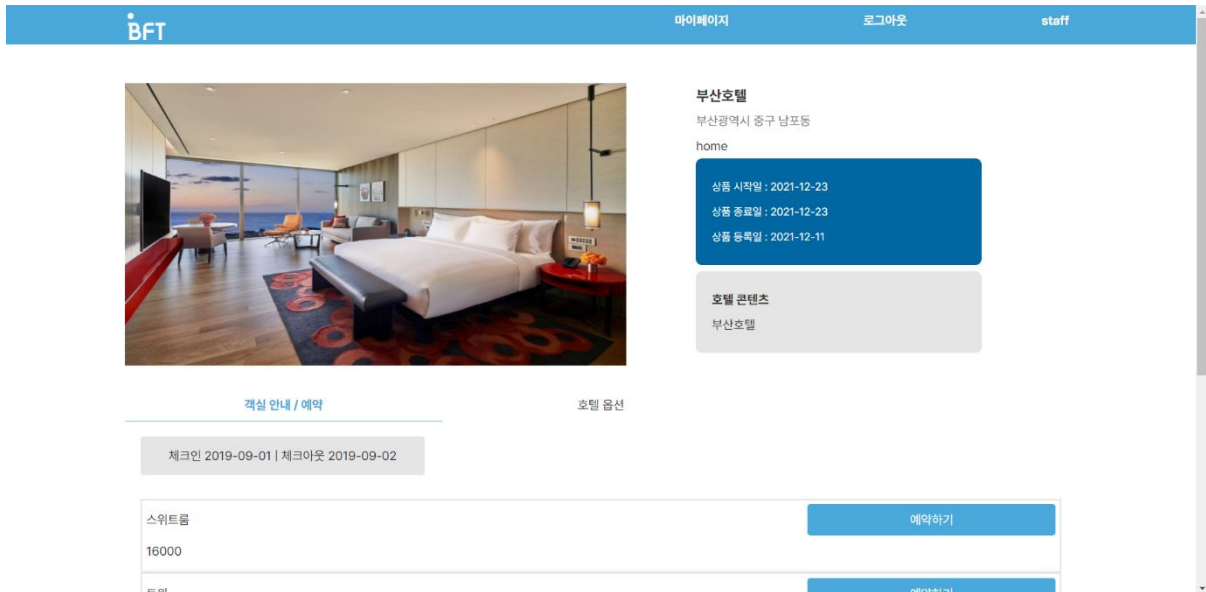 BFT
마이페이지
로그아웃
staff
부산호텔
부산광역시 중구 남포동
home
상품 시작일 : 2021-12-23
상품 종료일 : 2021-12-23
상품 등록일 : 2021-12-11
호텔 콘텐츠
부산호텔
객실 안내 / 예약
호텔 옵션
체크인 2019-09-01 | 체크아웃 2019-09-02
스위트룸
예약하기
16000
예약하기